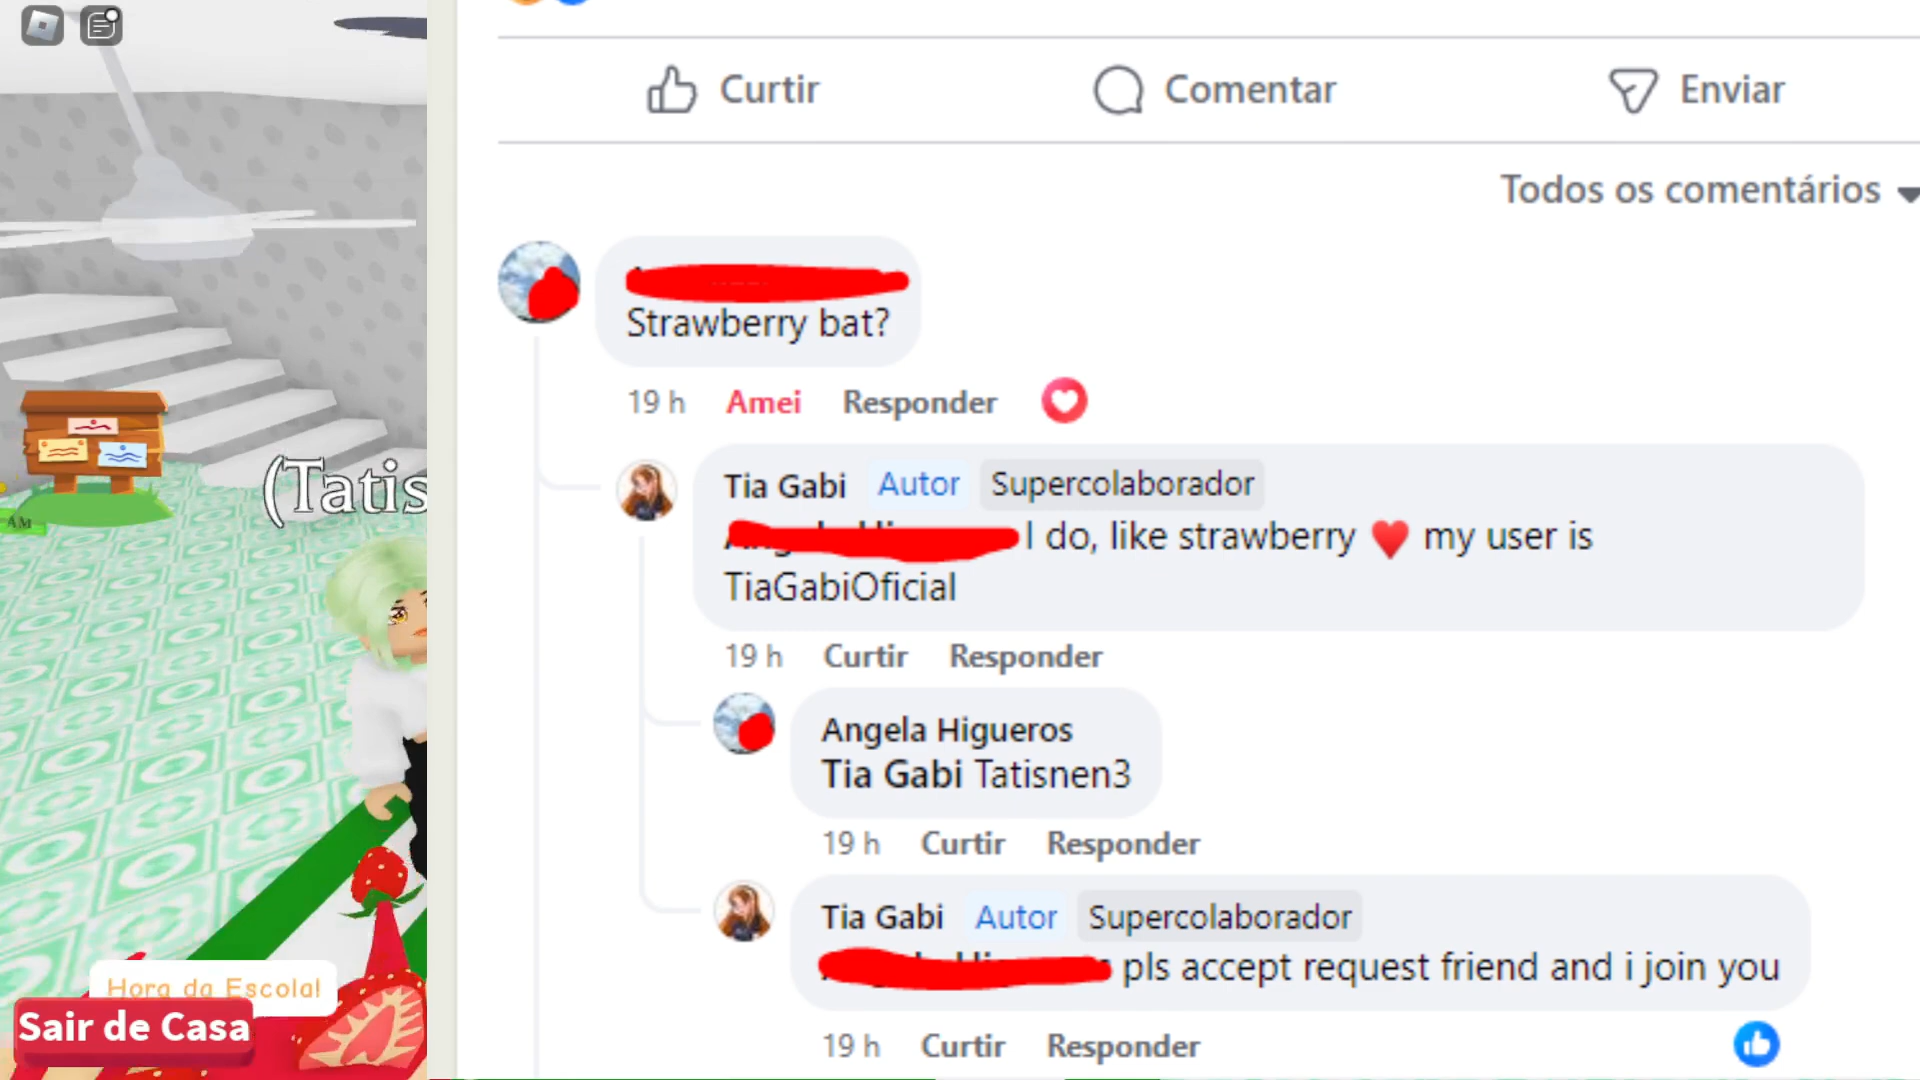 Curtir
Comentar
Enviar
Todos os comentários
Strawberry bat?
19 h Amei Responder
Tia Gabi Autor Supercolaborador
I do, like strawberry ♥ my user is
TiaGabiOficial
19 h Curtir Responder
Angela Higueros
Tia Gabi Tatisnen3
19 h Curtir Responder
Tia Gabi Autor Supercolaborador
pls accept request friend and i join you
19 h Curtir Responder
(Tatis
AM
Hora da Escola!
Sair de Casa